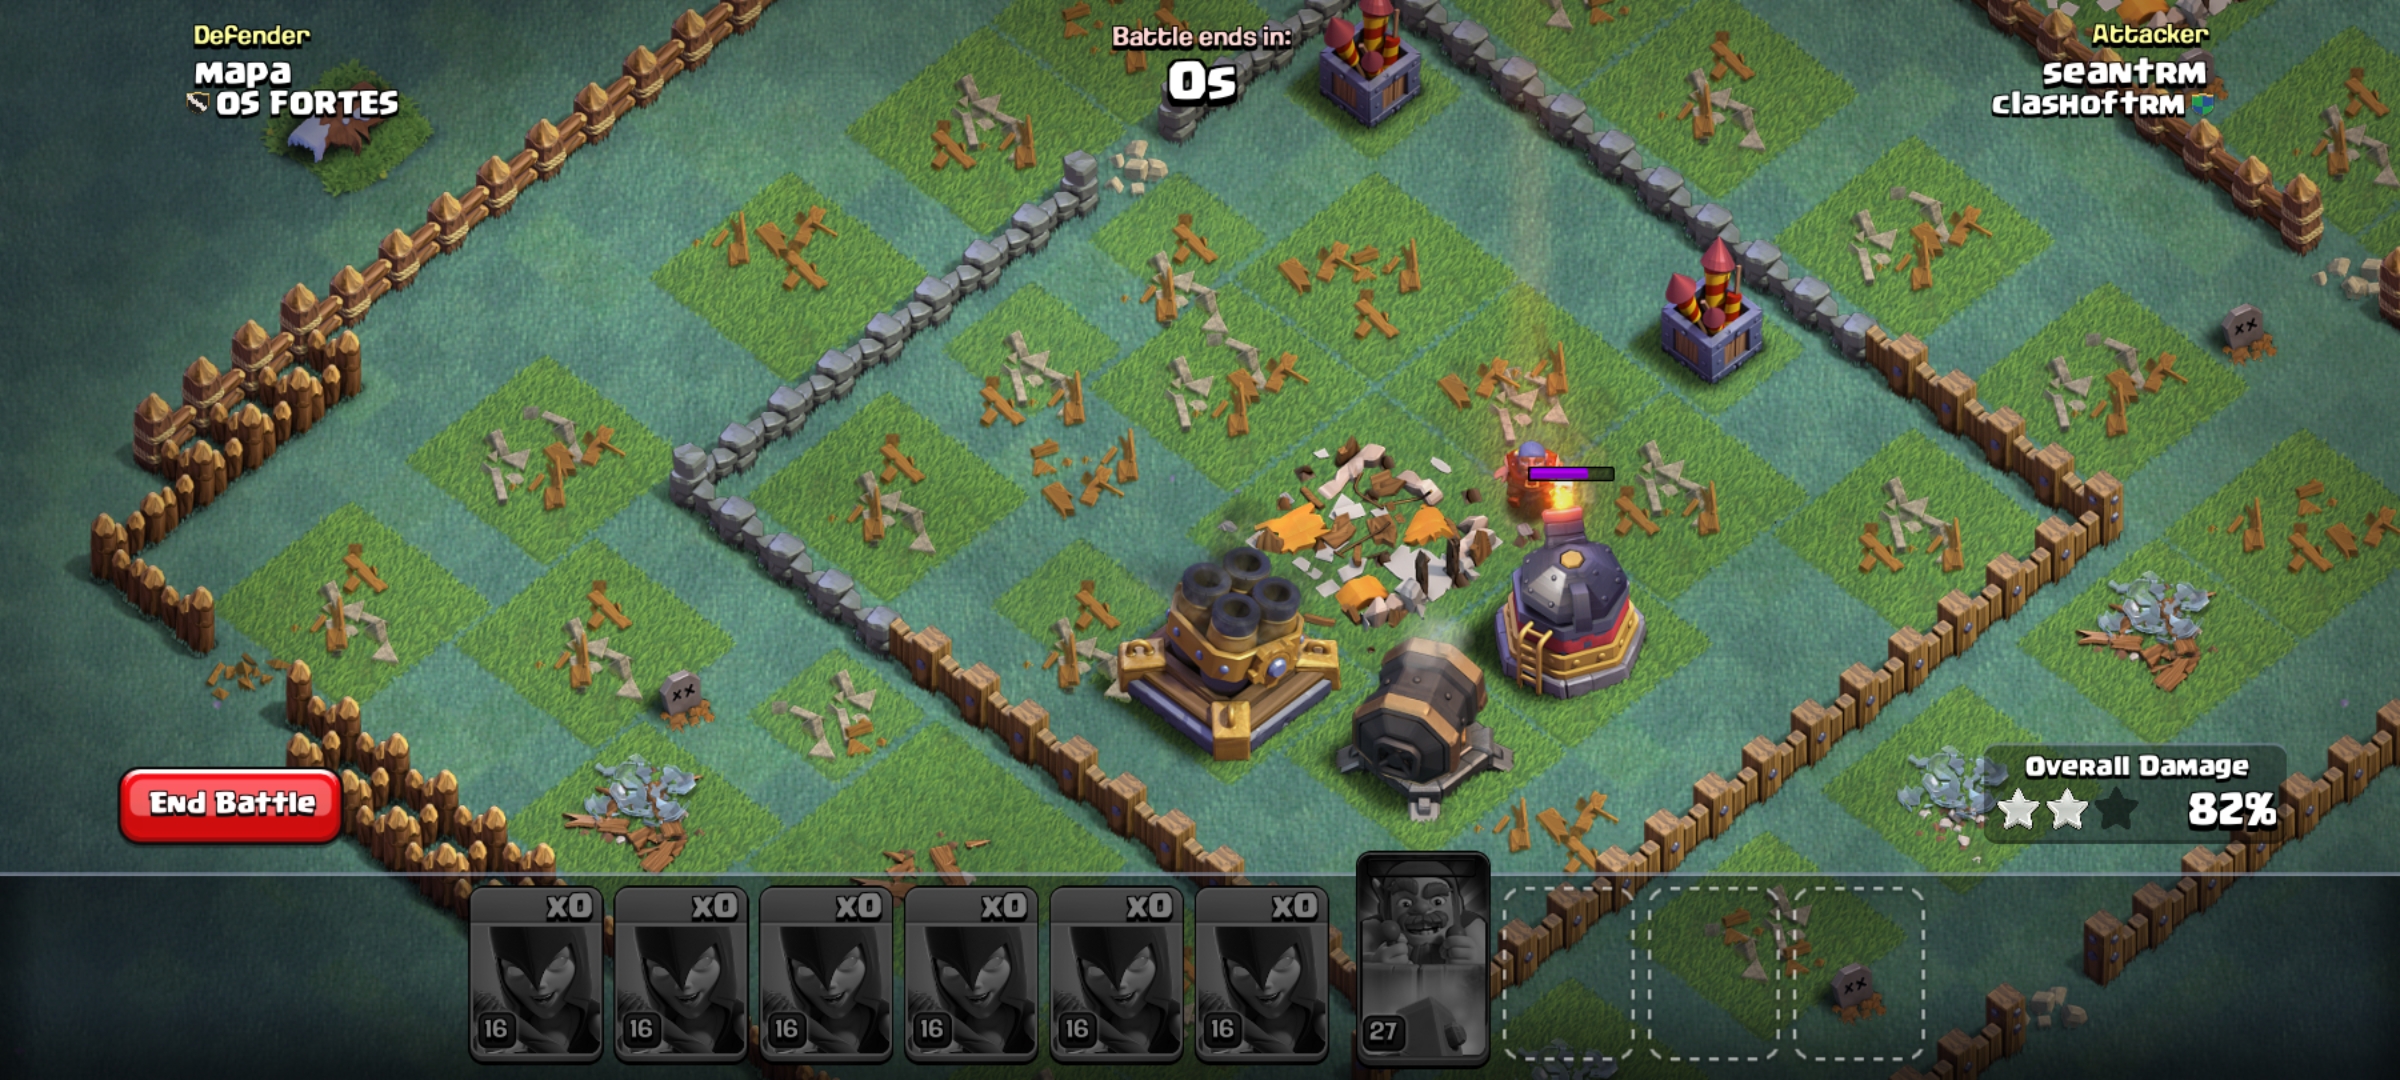 Defender
мара
OS FORTES
Battle ends in:
0s
Attacker
seantRM
clashoftRM
End Battle
Overall Damage
82%
x0
x0
x0
x0
x0
x0
16
16
16
16
16
16
27